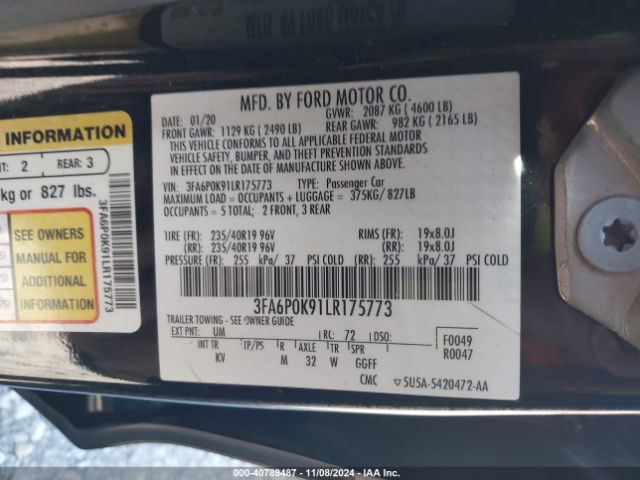 MFD. BY FORD MOTOR CO.
DATE: 01/20 GVWR: 2087 KG ( 4600 LB)
FRONT GAWR: 1129 KG ( 2490 LB) REAR GAWR: 982 KG ( 2165 LB)
THIS VEHICLE CONFORMS TO ALL APPLICABLE FEDERAL MOTOR
VEHICLE SAFETY, BUMPER, AND THEFT PREVENTION STANDARDS
IN EFFECT ON THE DATE OF MANUFACTURE SHOWN ABOVE.
VIN: 3FA6P0K91LR175773 TYPE: Passenger Car
MAXIMUM LOAD = OCCUPANTS + LUGGAGE = 375KG/ 827LB
OCCUPANTS = 5 TOTAL: 2 FRONT, 3 REAR
TIRE (FR): 235/40R19 96V RIMS (FR): 19x8.0J
(RR): 235/40R19 96V (RR): 19x8.0J
PRESSURE (FR): 255 kPa/ 37 PSI COLD (RR): 255 kPa/ 37 PSI COLD
3FA6P0K91LR175773
TRAILER TOWING - SEE OWNER GUIDE
EXT PNT: UM RC: 72 DSO: F0049
INT TR TP/PS R AXLE TR SPR R0047
KV M 32 W GGFF
CMC 5U5A-5420472-AA
INFORMATION
T: 2 REAR: 3
kg or 827 lbs.
SEE OWNERS
MANUAL FOR
ADDITIONAL
INFORMATION
3FA6P0K91LR175773
000-40789487 - 11/08/2024 - IAA Inc.